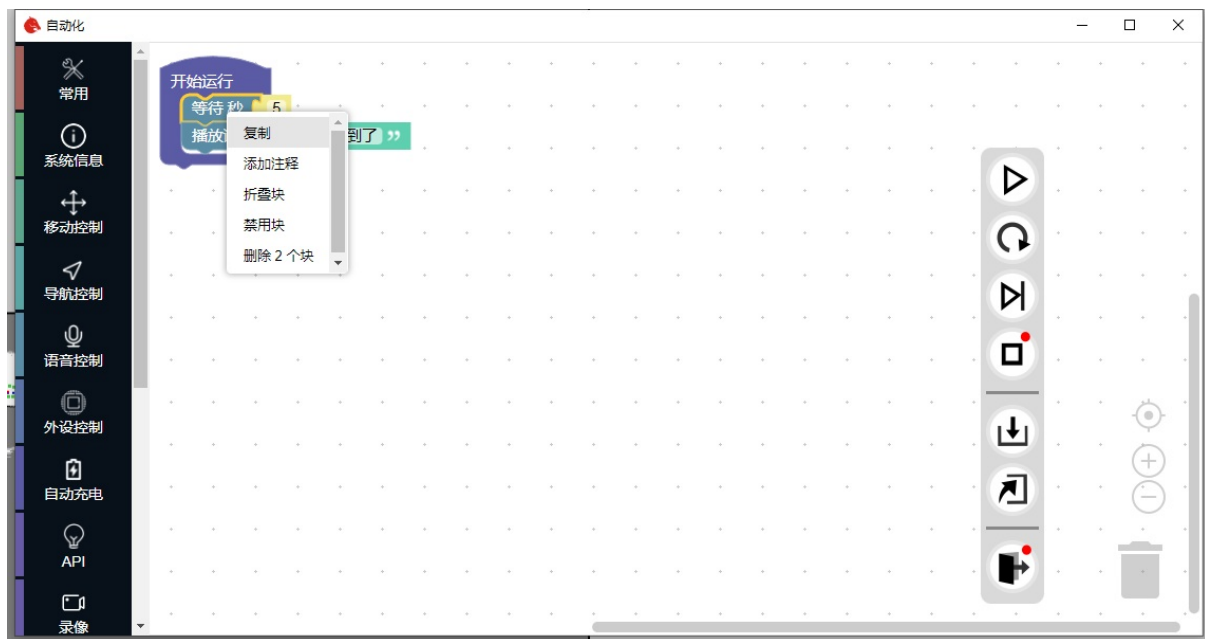 自动化
常用
系统信息
移动控制
导航控制
语音控制
外设控制
自动充电
API
录像
开始运行
等待 秒 5
播放
到了 ”
复制
添加注释
折叠块
禁用块
删除 2 个块